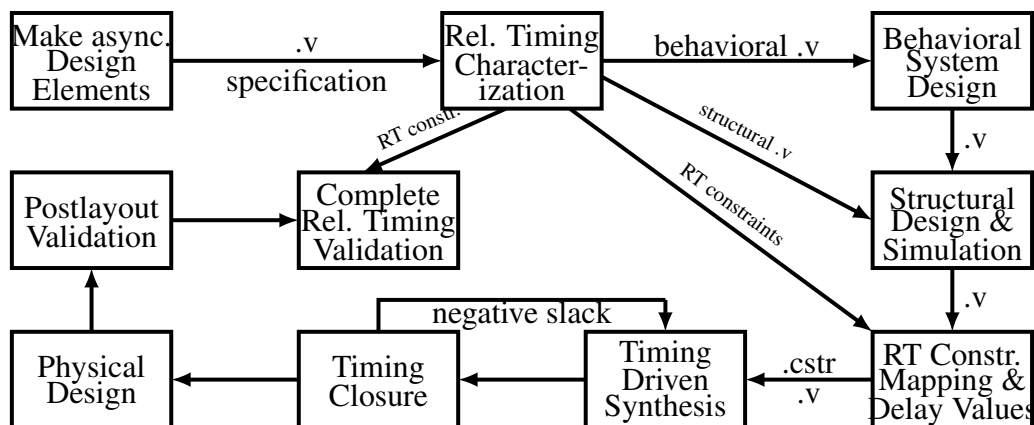 Make async.
Design
Elements
.v
specification
Rel. Timing
Character-
ization
behavioral .v
Behavioral
System
Design
RT constr.
structural .v
RT constraints
.v
Postlayout
Validation
Complete
Rel. Timing
Validation
Structural
Design &
Simulation
.v
negative slack
Physical
Design
Timing
Closure
Timing
Driven
Synthesis
.cstr
.v
RT Constr.
Mapping &
Delay Values